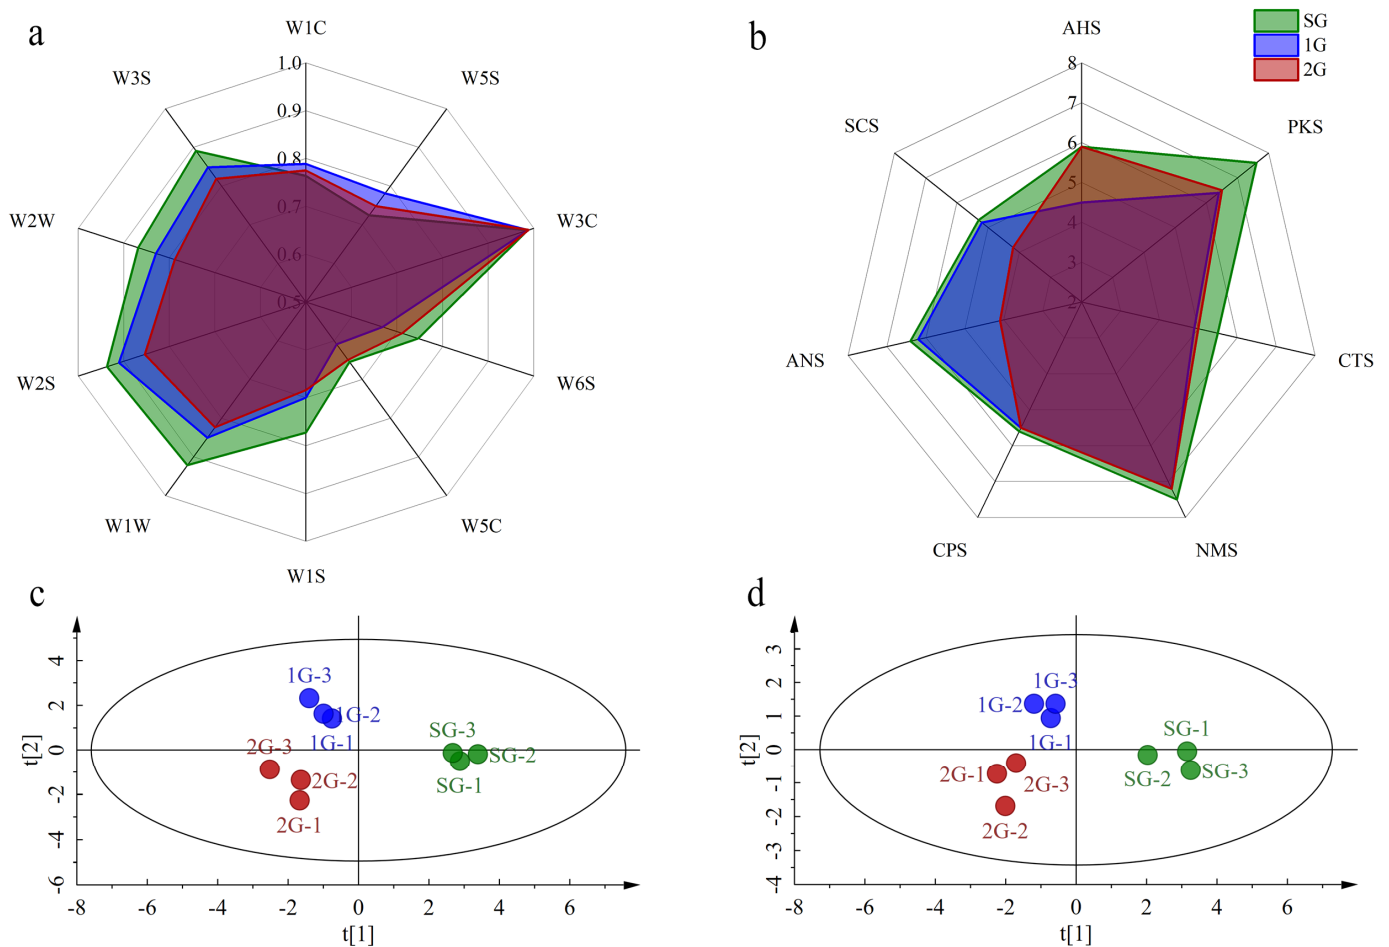 a
W1C
W5S
W3C
W6S
W5C
W1S
W1W
W2S
W2W
W3S
1.0
0.9
0.8
0.7
0.6
0.5
b
SG
1G
2G
AHS
PKS
CTS
NMS
CPS
ANS
SCS
8
7
6
5
4
3
2
c
t[2]
4
2
0
-2
-4
-6
-8
-6
-4
-2
0
2
4
6
t[1]
1G-3
1G-2
1G-1
2G-3
2G-2
2G-1
SG-3
SG-2
SG-1
d
t[2]
3
2
1
0
-1
-2
-3
-4
-8
-6
-4
-2
0
2
4
6
t[1]
1G-3
1G-2
1G-1
2G-1
2G-3
2G-2
SG-1
SG-2
SG-3